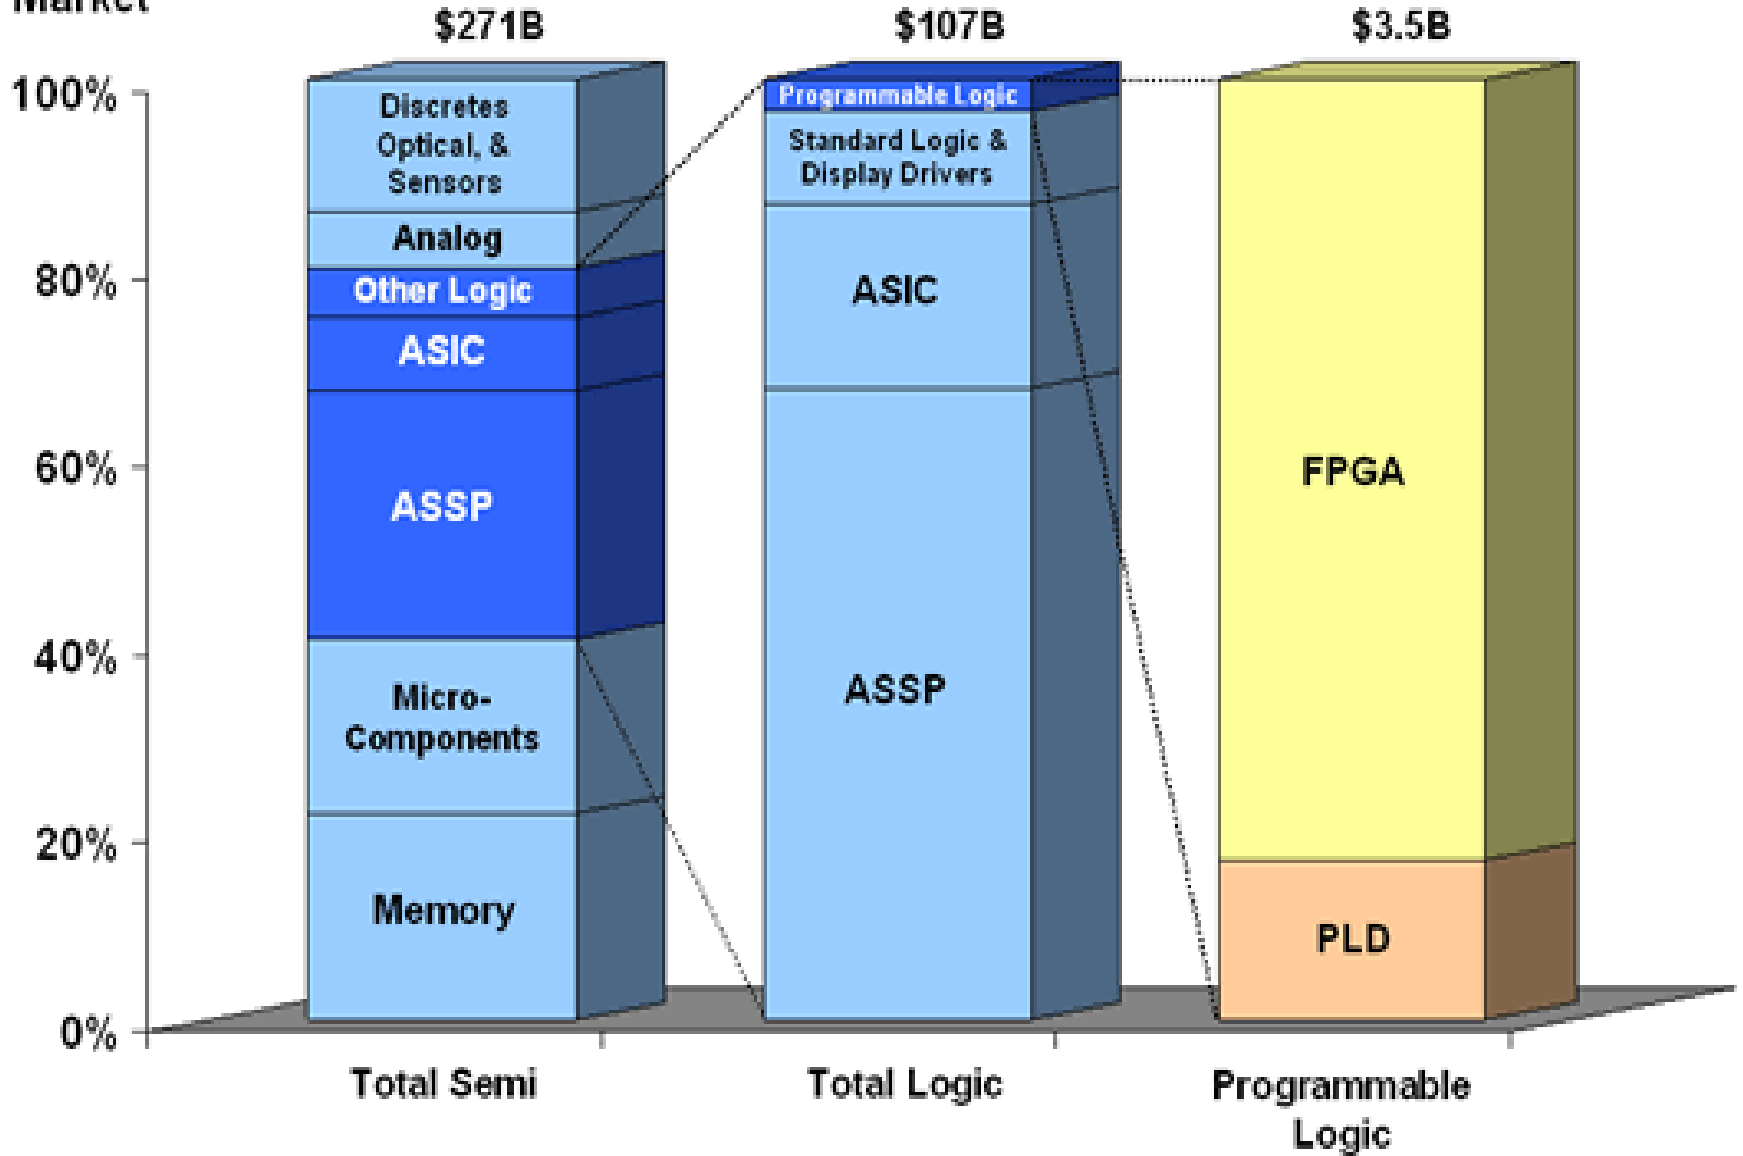 Market
$271B
$107B
$3.5B
100%
80%
60%
40%
20%
0%
Discretes
Optical, &
Sensors
Analog
Other Logic
ASIC
ASSP
Micro-
Components
Memory
Programmable Logic
Standard Logic &
Display Drivers
ASIC
ASSP
FPGA
PLD
Total Semi
Total Logic
Programmable
Logic